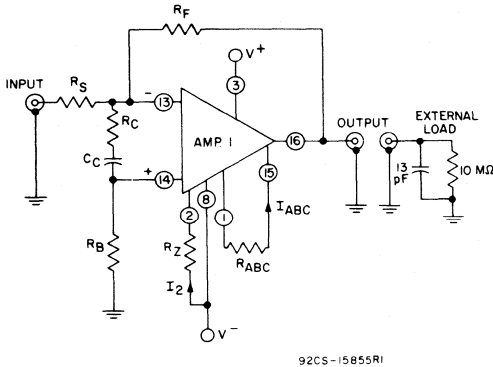 RF
V+
INPUT
RS
−
13
3
RC
AMP. 1
CC
+
14
16
OUTPUT
EXTERNAL
LOAD
13
pF
10 MΩ
2
8
1
15
IABC
RB
RZ
RABC
I2
V−
92CS-15855R1